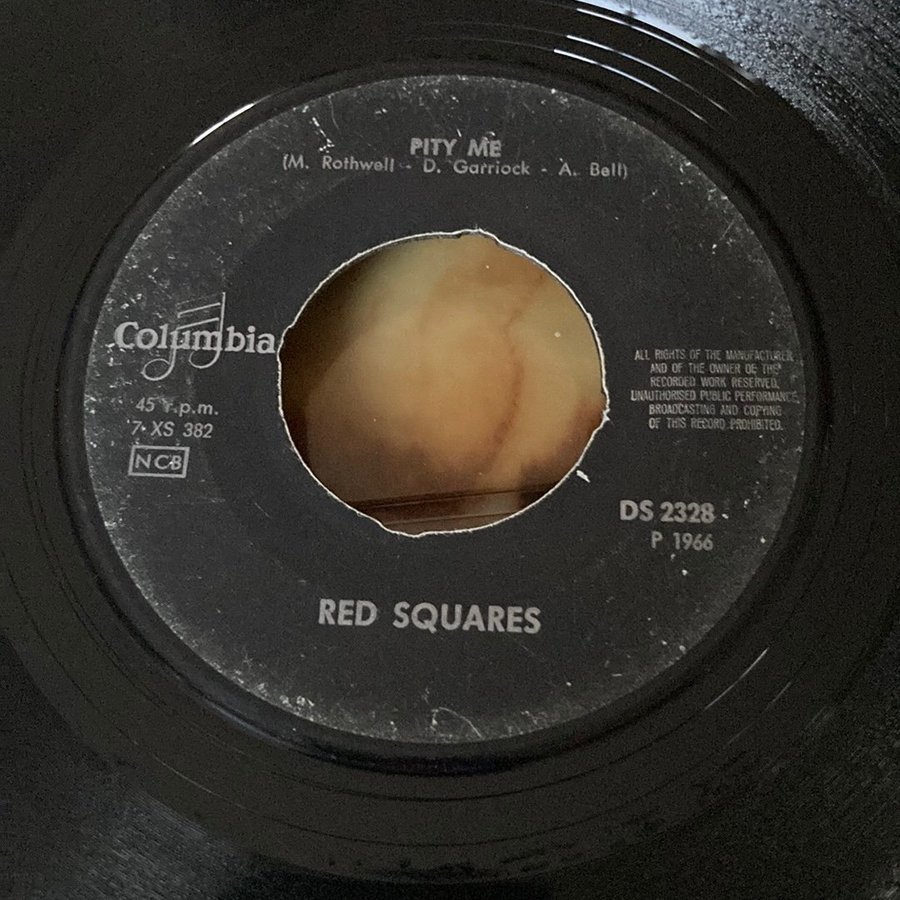 PITY ME
(M. Rothwell - D. Garriock - A. Bell)
Columbia
45 r.p.m.
7 XS 382
NCB
ALL RIGHTS OF THE MANUFACTURER
AND OF THE OWNER OF THE
RECORDED WORK RESERVED.
UNAUTHORISED PUBLIC PERFORMANCE,
BROADCASTING AND COPYING
OF THIS RECORD PROHIBITED.
DS 2328
P 1966
RED SQUARES